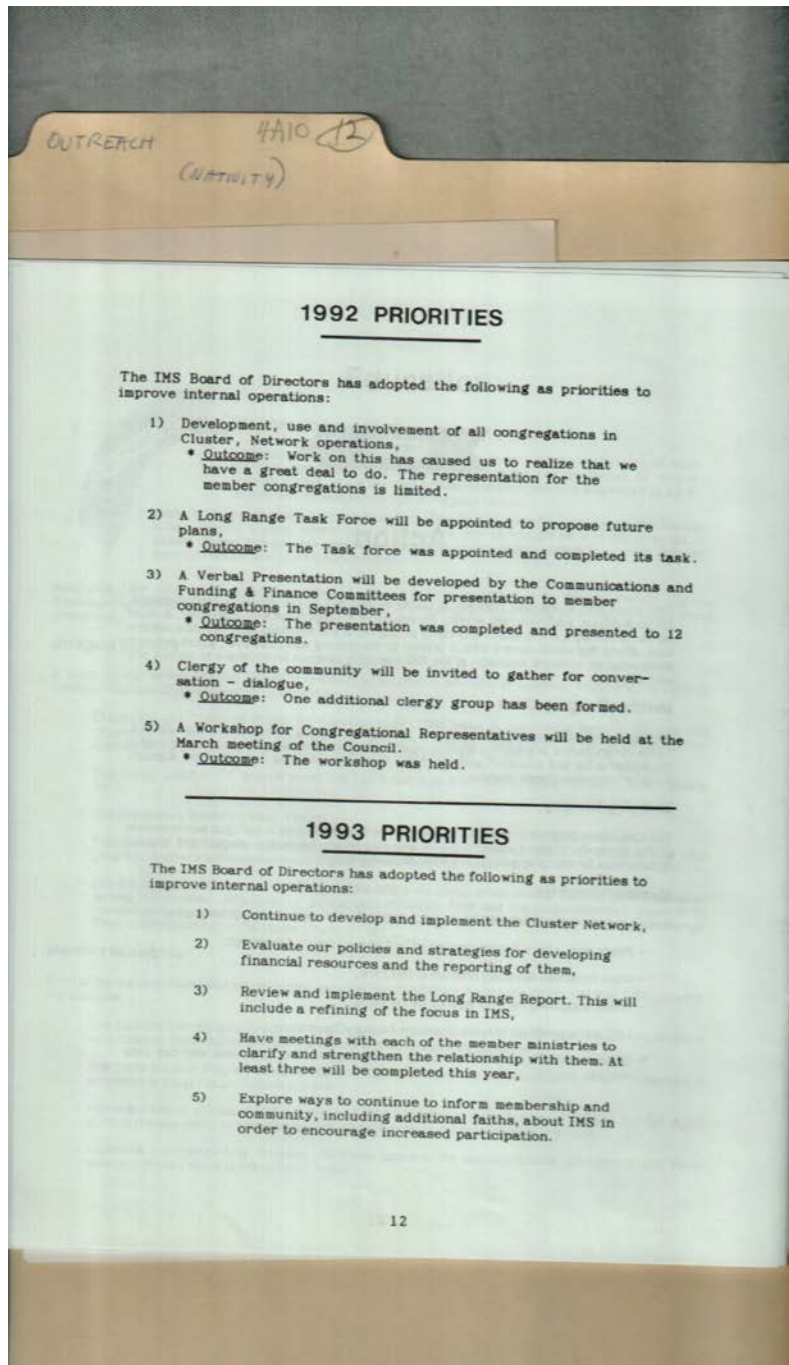 OUTREACH 4A10 12
(NATIVITY)
1992 PRIORITIES
The IMS Board of Directors has adopted the following as priorities to
improve internal operations:
1) Development, use and involvement of all congregations in
Cluster, Network operations,
* Outcome: Work on this has caused us to realize that we
have a great deal to do. The representation for the
member congregations is limited.
2) A Long Range Task Force will be appointed to propose future
plans,
* Outcome: The Task force was appointed and completed its task.
3) A Verbal Presentation will be developed by the Communications and
Funding & Finance Committees for presentation to member
congregations in September,
* Outcome: The presentation was completed and presented to 12
congregations.
4) Clergy of the community will be invited to gather for conver-
sation - dialogue,
* Outcome: One additional clergy group has been formed.
5) A Workshop for Congregational Representatives will be held at the
March meeting of the Council.
* Outcome: The workshop was held.
1993 PRIORITIES
The IMS Board of Directors has adopted the following as priorities to
improve internal operations:
1) Continue to develop and implement the Cluster Network,
2) Evaluate our policies and strategies for developing
financial resources and the reporting of them,
3) Review and implement the Long Range Report. This will
include a refining of the focus in IMS,
4) Have meetings with each of the member ministries to
clarify and strengthen the relationship with them. At
least three will be completed this year,
5) Explore ways to continue to inform membership and
community, including additional faiths, about IMS in
order to encourage increased participation.
12